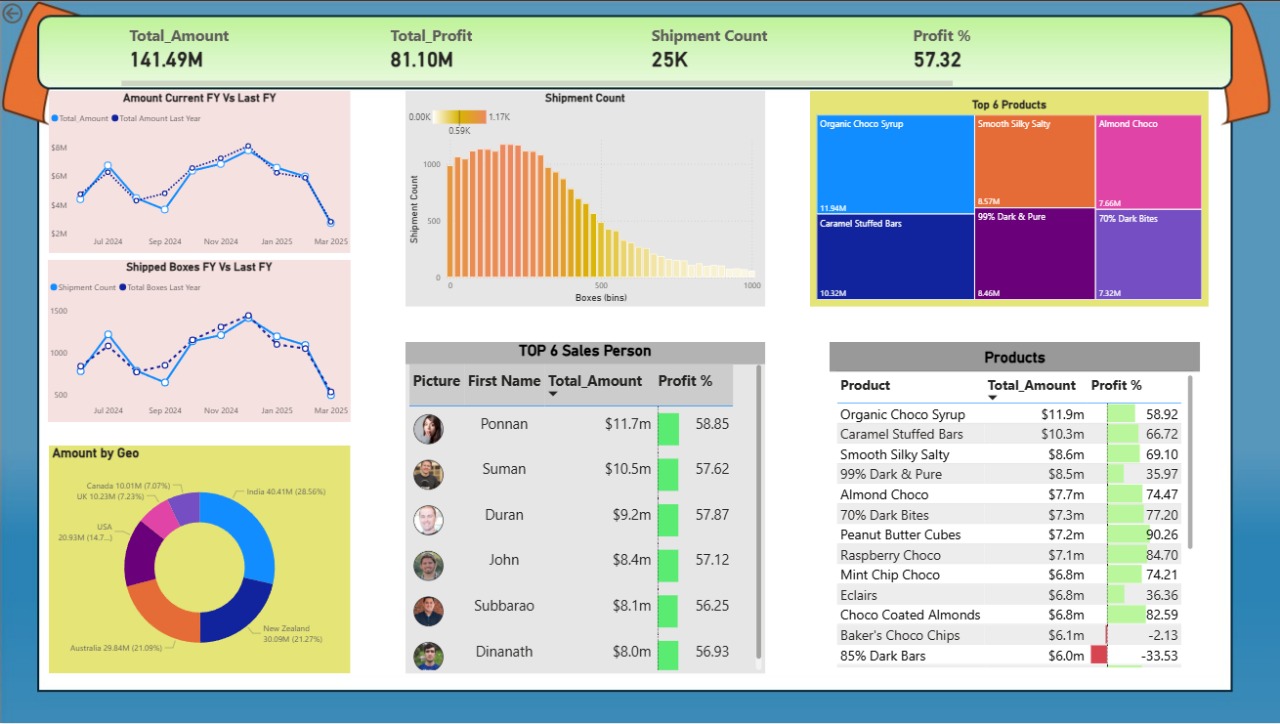 Total_Amount
141.49M
Total_Profit
81.10M
Shipment Count
25K
Profit %
57.32
Amount Current FY Vs Last FY
Total_Amount Total Amount Last Year
$8M
$6M
$4M
$2M
Jul 2024 Sep 2024 Nov 2024 Jan 2025 Mar 2025
Shipped Boxes FY Vs Last FY
Shipment Count Total Boxes Last Year
1500
1000
500
Jul 2024 Sep 2024 Nov 2024 Jan 2025 Mar 2025
Amount by Geo
Canada 10.01M (7.07%)
UK 10.23M (7.23%)
India 40.41M (28.56%)
USA
20.93M (14.7...)
New Zealand
30.09M (21.27%)
Australia 29.84M (21.09%)
Shipment Count
0.00K 1.17K
0.59K
Shipment Count
1000
500
0
0 500 1000
Boxes (bins)
TOP 6 Sales Person
Picture First Name Total_Amount Profit %
Ponnan $11.7m 58.85
Suman $10.5m 57.62
Duran $9.2m 57.87
John $8.4m 57.12
Subbarao $8.1m 56.25
Dinanath $8.0m 56.93
Top 6 Products
Organic Choco Syrup
11.94M
Caramel Stuffed Bars
10.32M
Smooth Silky Salty
8.57M
99% Dark & Pure
8.46M
Almond Choco
7.66M
70% Dark Bites
7.32M
Products
Product Total_Amount Profit %
Organic Choco Syrup $11.9m 58.92
Caramel Stuffed Bars $10.3m 66.72
Smooth Silky Salty $8.6m 69.10
99% Dark & Pure $8.5m 35.97
Almond Choco $7.7m 74.47
70% Dark Bites $7.3m 77.20
Peanut Butter Cubes $7.2m 90.26
Raspberry Choco $7.1m 84.70
Mint Chip Choco $6.8m 74.21
Eclairs $6.8m 36.36
Choco Coated Almonds $6.8m 82.59
Baker's Choco Chips $6.1m -2.13
85% Dark Bars $6.0m -33.53